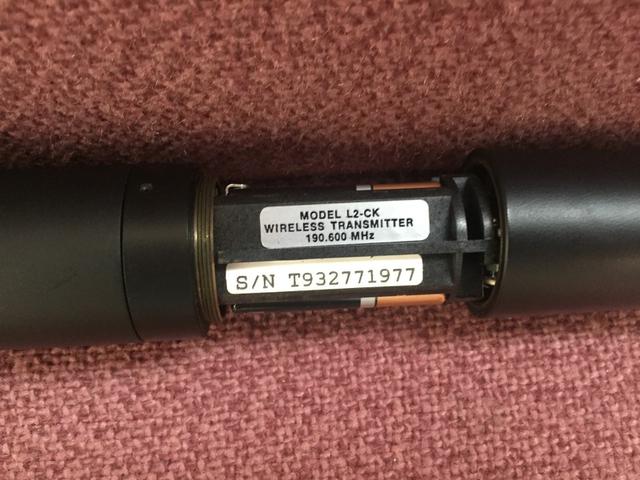 MODEL L2-CK
WIRELESS TRANSMITTER
190.600 MHz
S/N T932771977